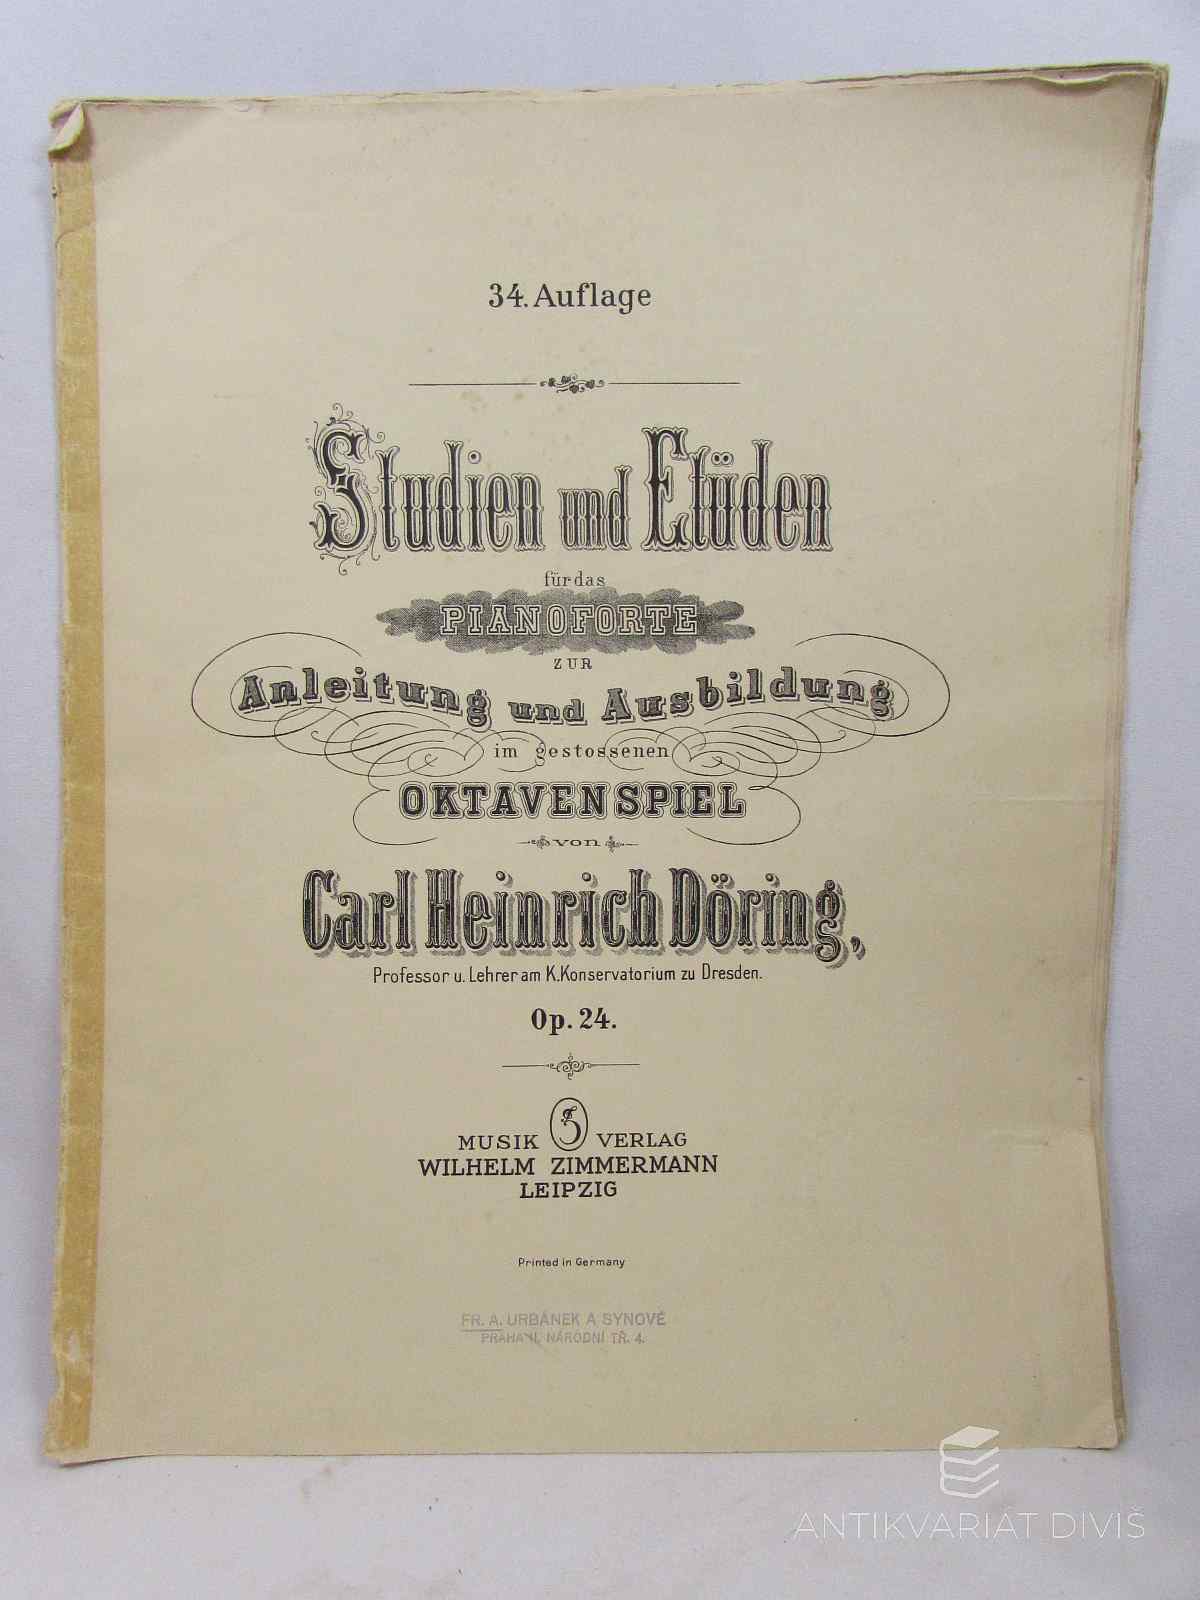 34. Auflage
Studien und Etüden
für das
PIANOFORTE
ZUR
Anleitung und Ausbildung
im gestossenen
OKTAVENSPIEL
von
Carl Heinrich Döring,
Professor u. Lehrer am K. Konservatorium zu Dresden.
Op. 24.
MUSIK VERLAG
WILHELM ZIMMERMANN
LEIPZIG
Printed in Germany
FR. A. URBÁNEK A SYNOVÉ
NÁRODNÍ TŘ. 4.
ANTIKVARIÁT DIVIŠ